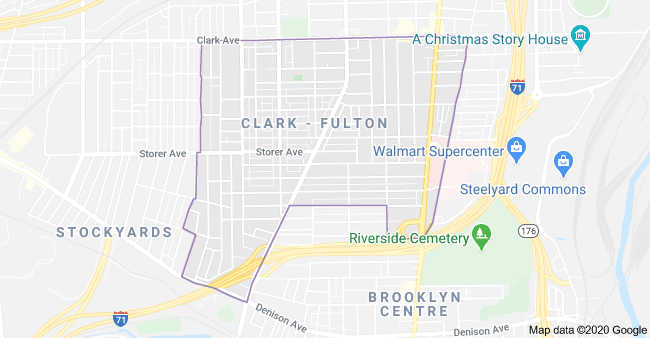 Clark-Ave
A Christmas Story House
71
CLARK - FULTON
Storer Ave
Storer Ave
Walmart Supercenter
Steelyard Commons
STOCKYARDS
176
Riverside Cemetery
BROOKLYN
CENTRE
71
Denison Ave
Denison Ave
Map data ©2020 Google